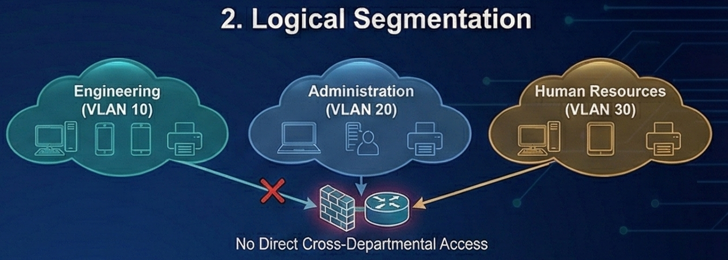 2. Logical Segmentation
Engineering
(VLAN 10)
Administration
(VLAN 20)
Human Resources
(VLAN 30)
No Direct Cross-Departmental Access